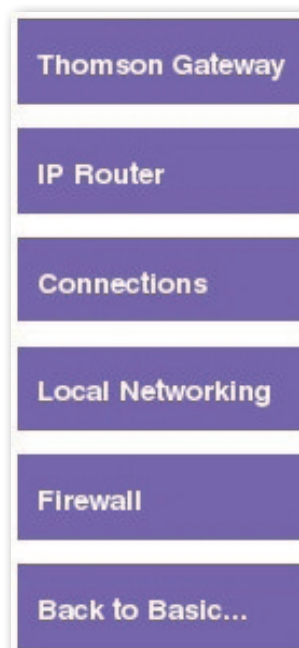 Thomson Gateway
IP Router
Connections
Local Networking
Firewall
Back to Basic...